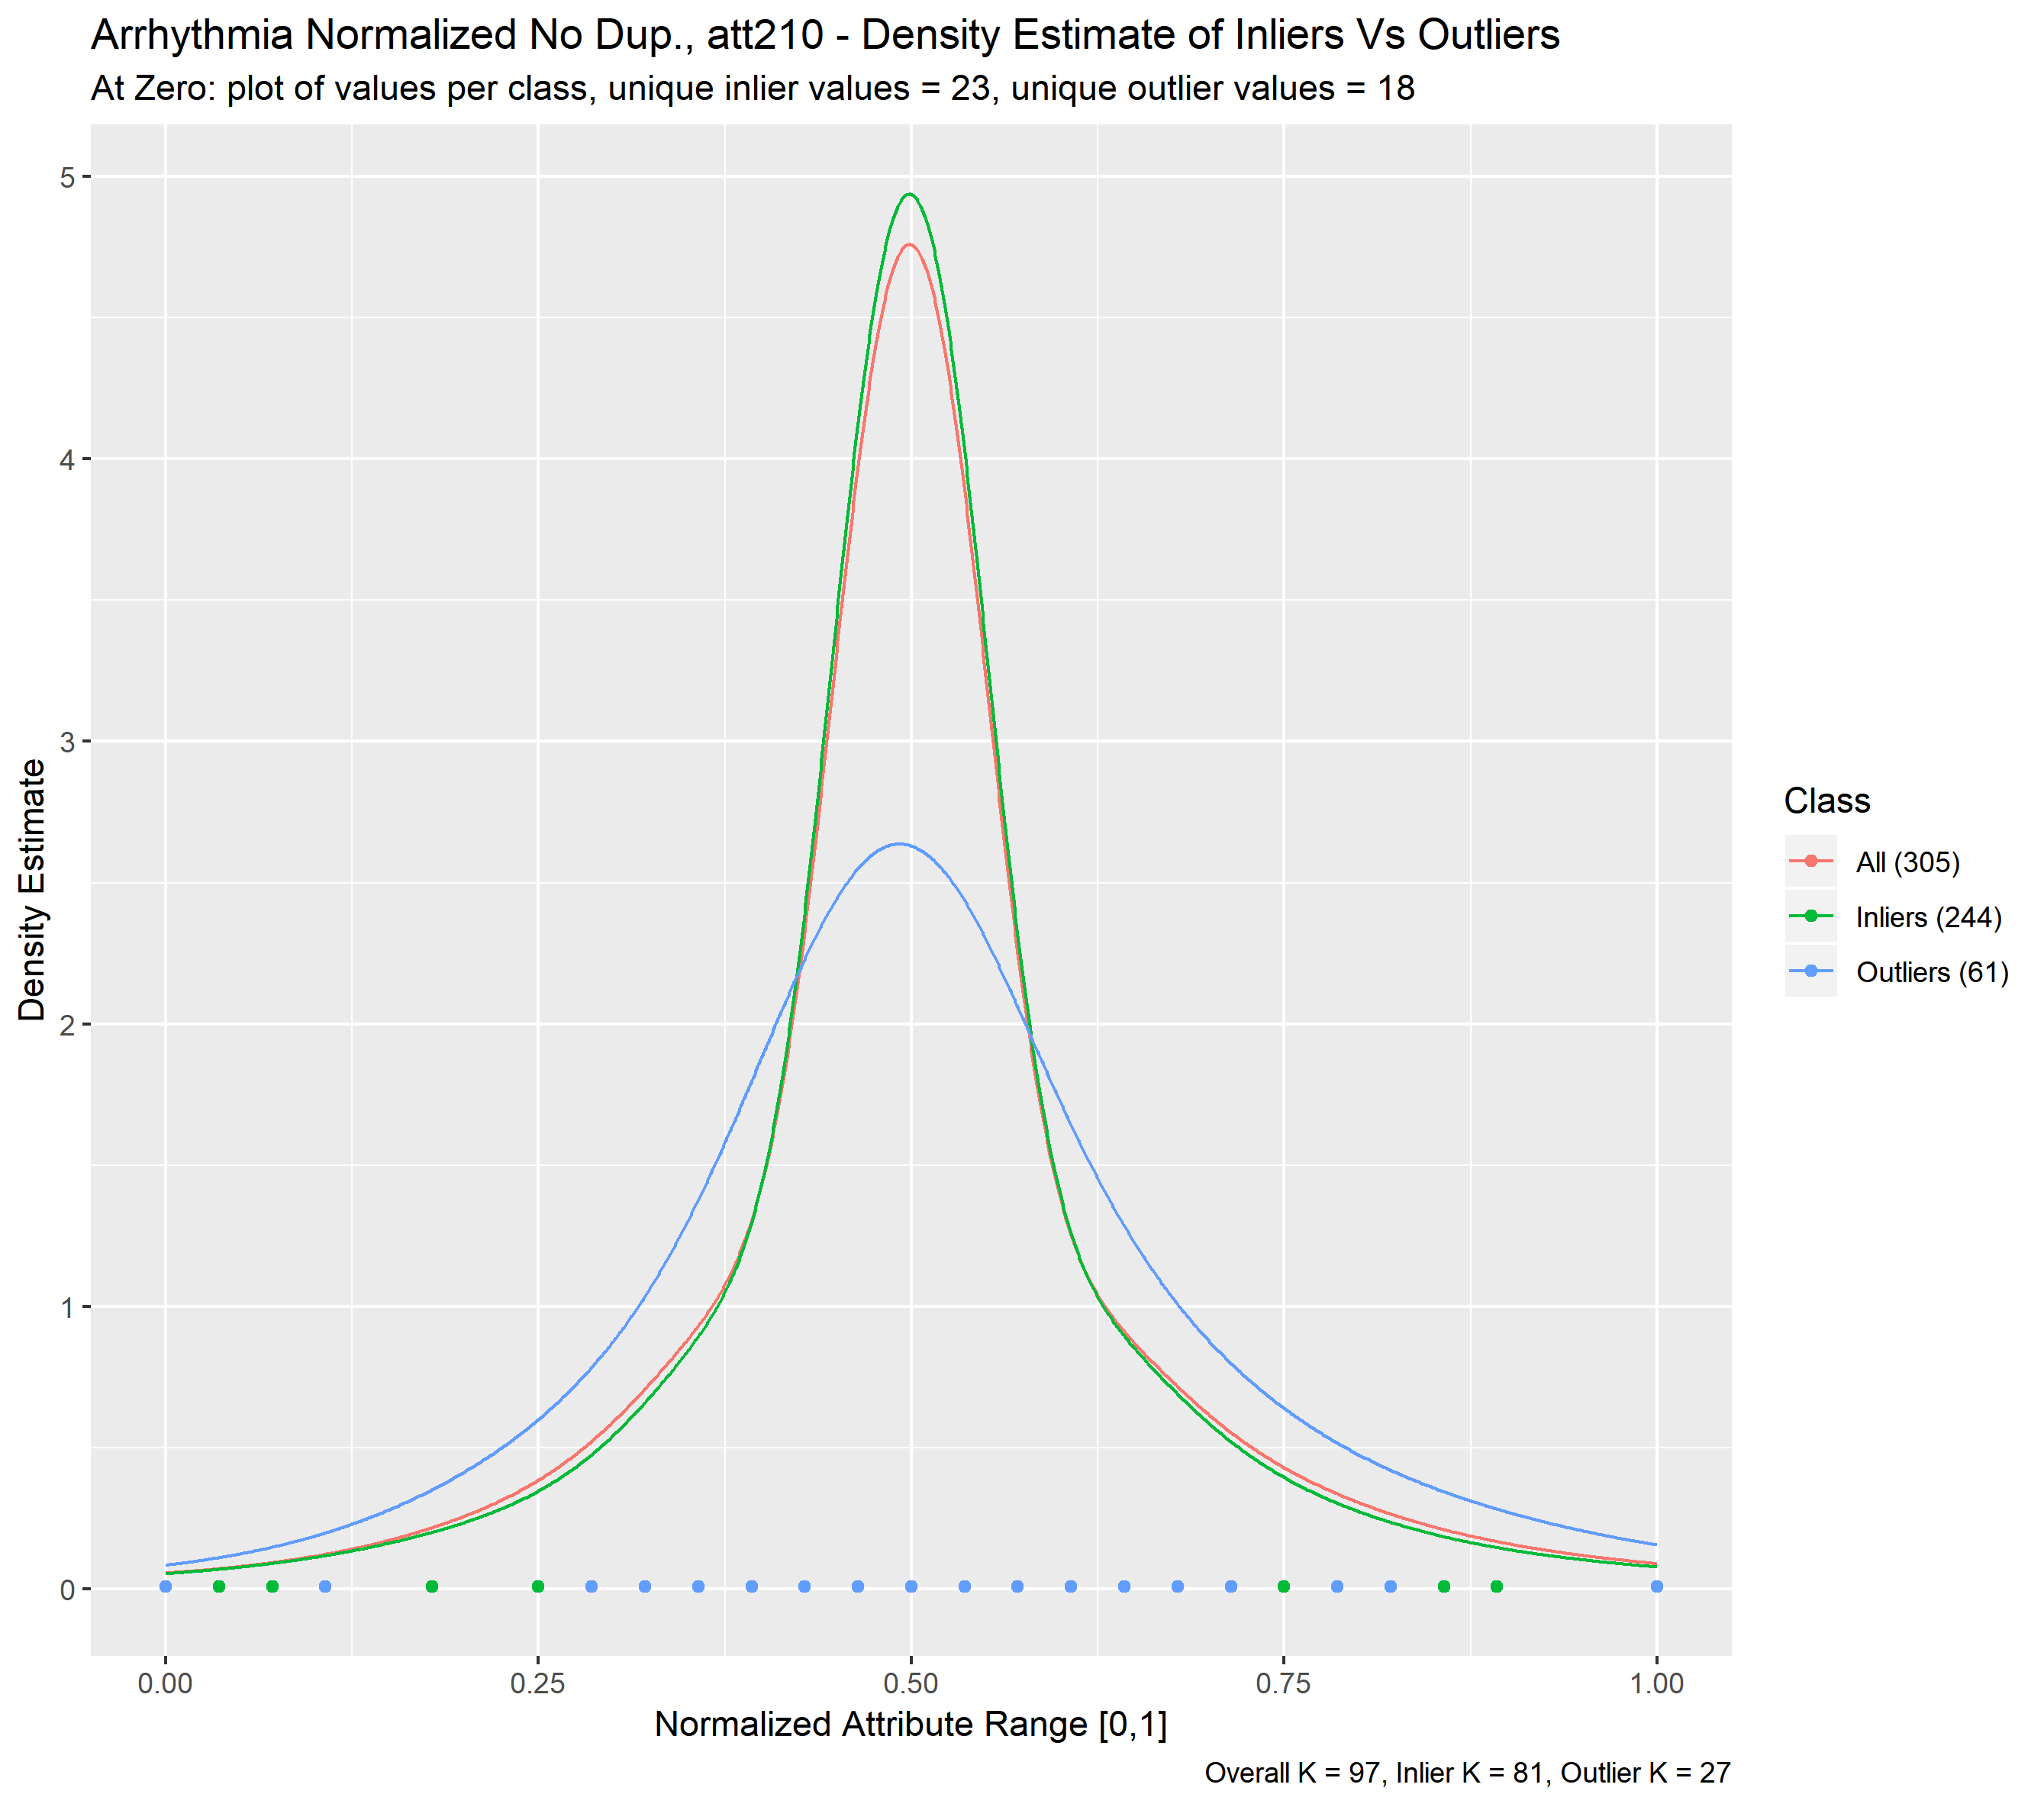 Arrhythmia Normalized No Dup., att210 - Density Estimate of Inliers Vs Outliers
At Zero: plot of values per class, unique inlier values = 23, unique outlier values = 18
5
4
3
2
1
0
Density Estimate
0.00 0.25 0.50 0.75 1.00
Normalized Attribute Range [0,1]
Class
All (305)
Inliers (244)
Outliers (61)
Overall K = 97, Inlier K = 81, Outlier K = 27